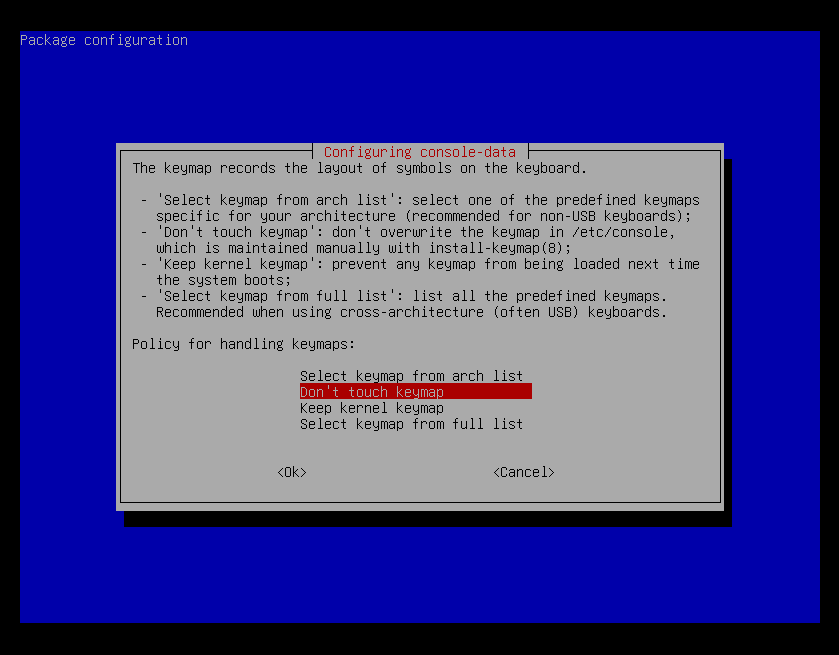 Package configuration
Configuring console-data
The keymap records the layout of symbols on the keyboard.
- 'Select keymap from arch list': select one of the predefined keymaps
specific for your architecture (recommended for non-USB keyboards);
- 'Don't touch keymap': don't overwrite the keymap in /etc/console,
which is maintained manually with install-keymap(8);
- 'Keep kernel keymap': prevent any keymap from being loaded next time
the system boots;
- 'Select keymap from full list': list all the predefined keymaps.
Recommended when using cross-architecture (often USB) keyboards.
Policy for handling keymaps:
Select keymap from arch list
Don't touch keymap
Keep kernel keymap
Select keymap from full list
<Ok> <Cancel>